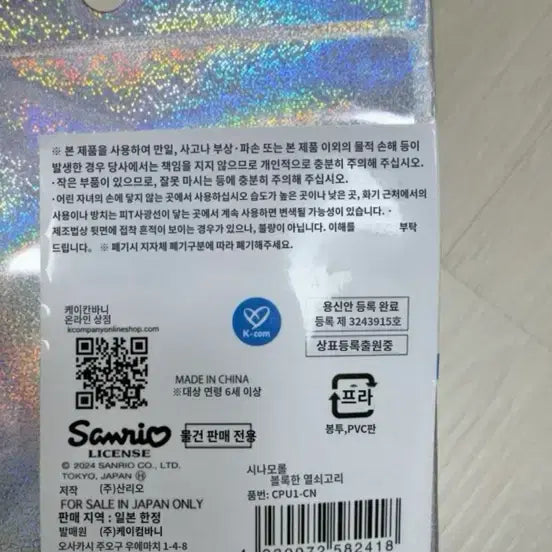 ※ 본 제품을 사용하여 만일, 사고나 부상·파손 또는 본 제품 이외의 물적 손해 등이
발생한 경우 당사에서는 책임을 지지 않으므로 개인적으로 충분히 주의해 주십시오.
·작은 부품이 있으므로, 잘못 마시는 등에 충분히 주의해 주십시오.
·어린 자녀의 손에 닿지 않는 곳에서 사용하십시오 습도가 높은 곳이나 낮은 곳, 화기 근처에서의
사용이나 방치는 피T사광선이 닿는 곳에서 계속 사용하면 변색될 가능성이 있습니다. ·
제조법상 뒷면에 접착 흔적이 보이는 경우가 있으나, 불량이 아닙니다. 이해를 부탁
드립니다. ※ 폐기시 지자체 폐기구분에 따라 폐기해주세요.
케이칸바니
온라인 상점
kcompanyonlineshop.com
K-com
용신안 등록 완료
등록 제 3243915호
상표등록출원중
MADE IN CHINA
※대상 연령 6세 이상
프라
봉투,PVC판
Sanrio
LICENSE
물건 판매 전용
© 2024 SANRIO CO., LTD.
TOKYO, JAPAN Ⓗ
저작 (주)산리오
FOR SALE IN JAPAN ONLY
판매 지역 : 일본 한정
발매원 (주)케이컴바니
오사카시 주오구 우에마치 1-4-8
시나모롤
볼록한 열쇠고리
품번: CPU1-CN
582418